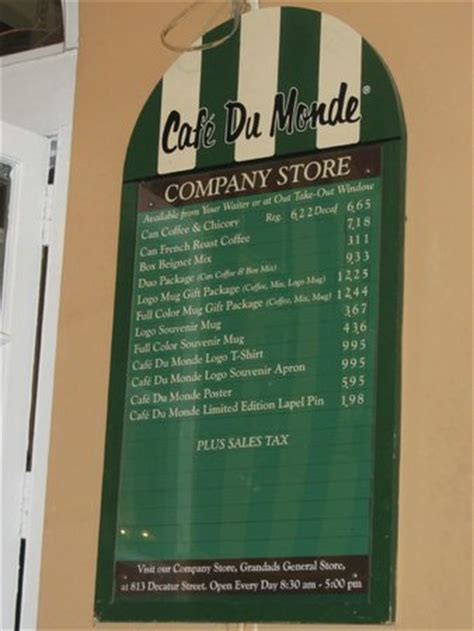 Café Du Monde®
COMPANY STORE
Available from Your Waiter or at Out Take-Out Window
Can Coffee & Chicory Reg. 6.22 Decaf 6.65
Can French Roast Coffee 7.18
Box Beignet Mix 3.11
Duo Package (Can Coffee & Box Mix) 9.33
Logo Mug Gift Package (Coffee, Mix, Logo Mug) 12.25
Full Color Mug Gift Package (Coffee, Mix, Mug) 12.44
Logo Souvenir Mug 3.67
Full Color Souvenir Mug 4.36
Café Du Monde Logo T-Shirt 9.95
Café Du Monde Logo Souvenir Apron 9.95
Café Du Monde Poster 5.95
Café Du Monde Limited Edition Lapel Pin 1.98
PLUS SALES TAX
Visit our Company Store, Grandads General Store,
at 813 Decatur Street. Open Every Day 8:30 am - 5:00 pm